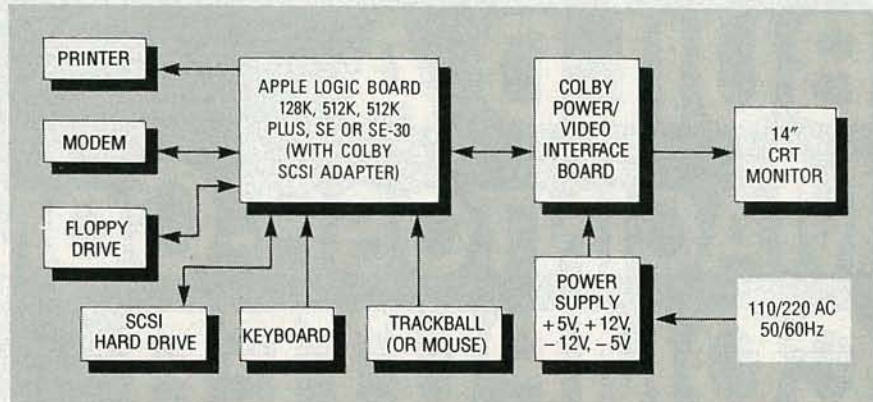 PRINTER
MODEM
FLOPPY
DRIVE
SCSI
HARD DRIVE
KEYBOARD
TRACKBALL
(OR MOUSE)
APPLE LOGIC BOARD
128K, 512K, 512K
PLUS, SE OR SE-30
(WITH COLBY
SCSI ADAPTER)
COLBY
POWER/
VIDEO
INTERFACE
BOARD
14"
CRT
MONITOR
POWER
SUPPLY
+5V, +12V,
−12V, −5V
110/220 AC
50/60Hz